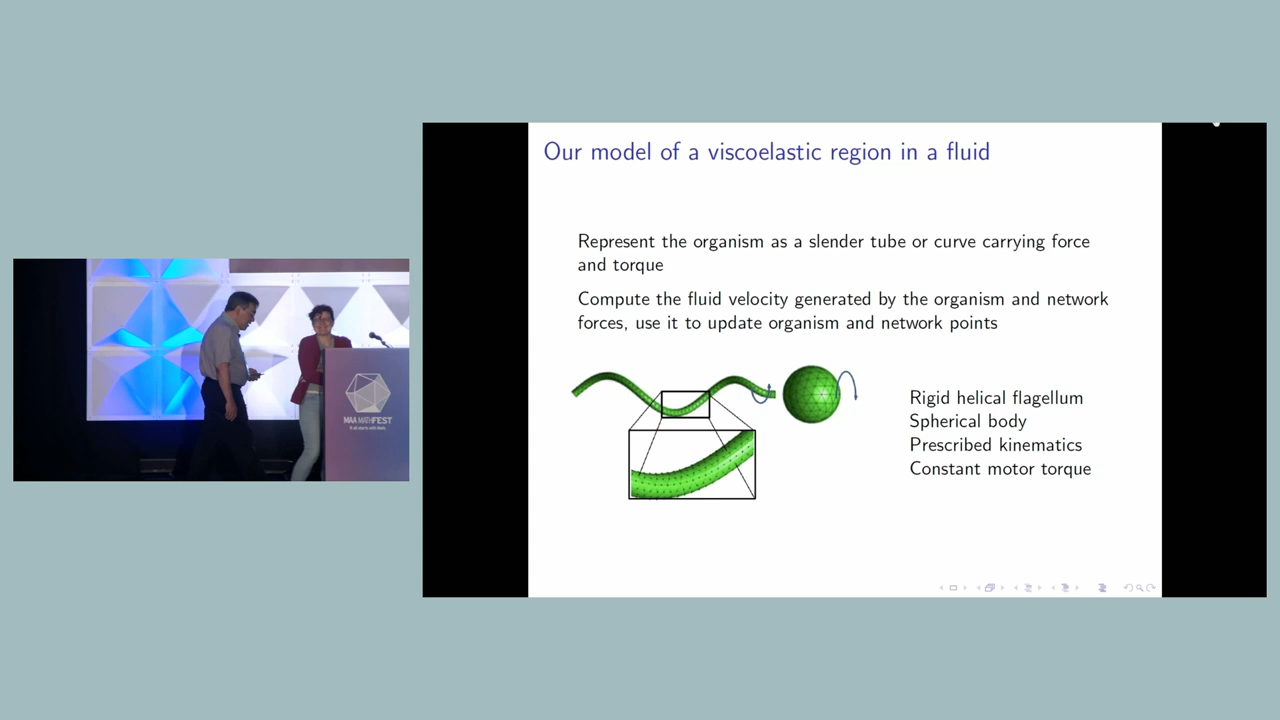 Our model of a viscoelastic region in a fluid
Represent the organism as a slender tube or curve carrying force
and torque
Compute the fluid velocity generated by the organism and network
forces, use it to update organism and network points
Rigid helical flagellum
Spherical body
Prescribed kinematics
Constant motor torque
MAA MATHFEST